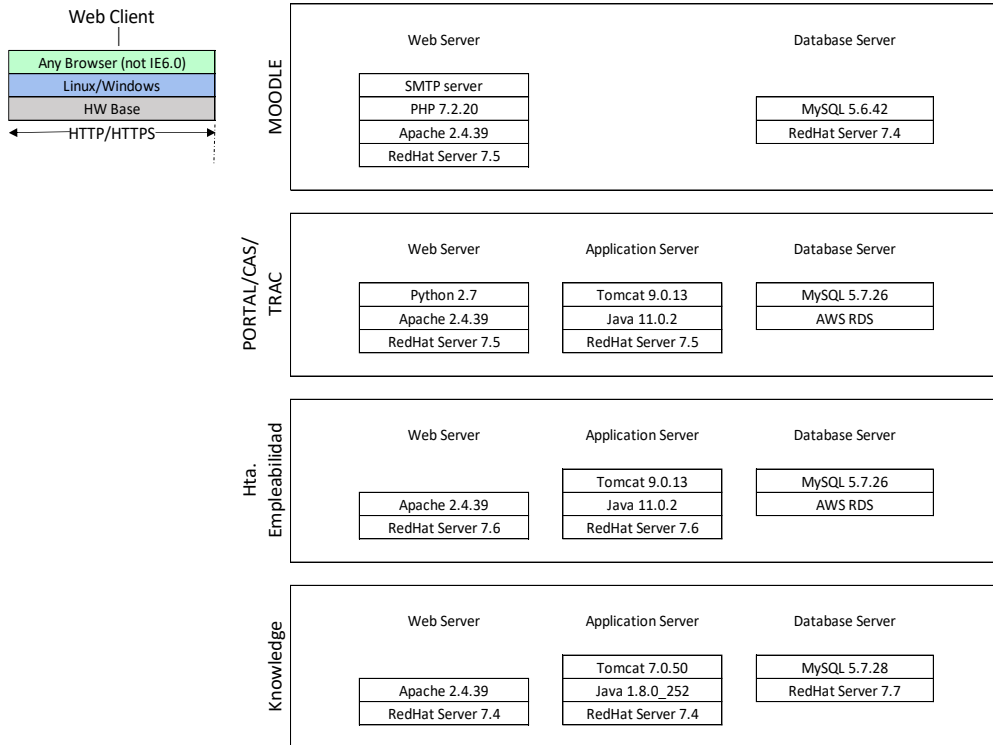 Web Client
Any Browser (not IE6.0)
Linux/Windows
HW Base
HTTP/HTTPS
MOODLE
Web Server
SMTP server
PHP 7.2.20
Apache 2.4.39
RedHat Server 7.5
Database Server
MySQL 5.6.42
RedHat Server 7.4
PORTAL/CAS/
TRAC
Web Server
Python 2.7
Apache 2.4.39
RedHat Server 7.5
Application Server
Tomcat 9.0.13
Java 11.0.2
RedHat Server 7.5
Database Server
MySQL 5.7.26
AWS RDS
Hta.
Empleabilidad
Web Server
Apache 2.4.39
RedHat Server 7.6
Application Server
Tomcat 9.0.13
Java 11.0.2
RedHat Server 7.6
Database Server
MySQL 5.7.26
AWS RDS
Knowledge
Web Server
Apache 2.4.39
RedHat Server 7.4
Application Server
Tomcat 7.0.50
Java 1.8.0_252
RedHat Server 7.4
Database Server
MySQL 5.7.28
RedHat Server 7.7